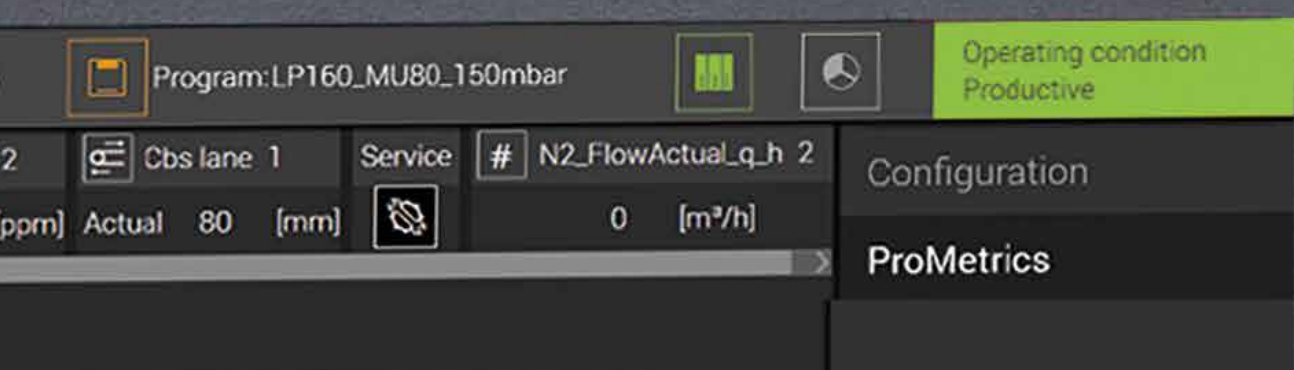 Program:LP160_MU80_150mbar
Operating condition
Productive
2
Cbs lane 1
Service
# N2_FlowActual_q_h 2
[ppm]
Actual 80 [mm]
0 [m³/h]
Configuration
ProMetrics